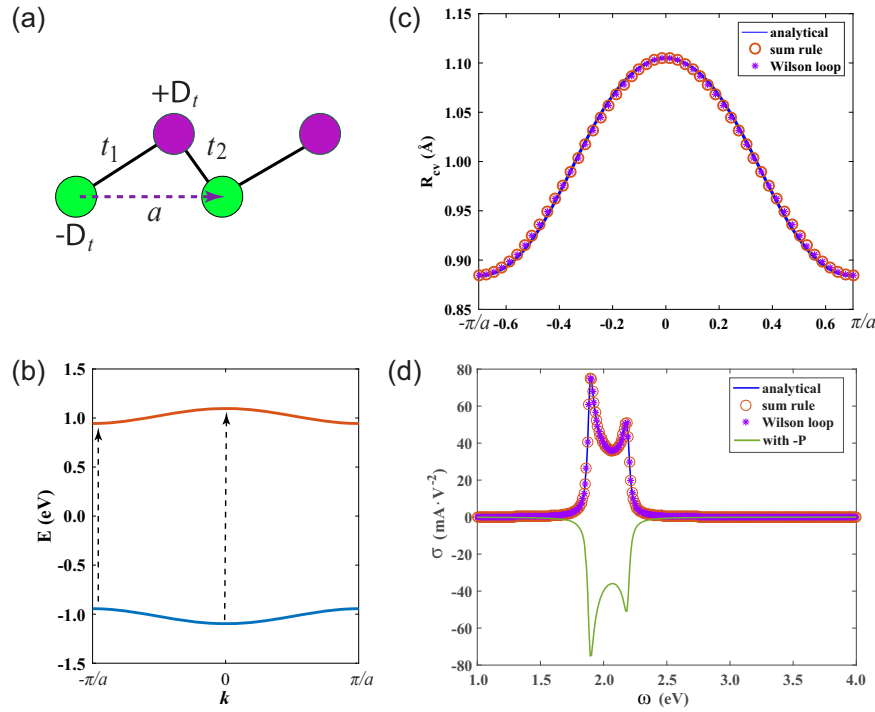 (a)
+D_t
t_1
t_2
a
-D_t
(b)
1.5
1.0
0.5
0.0
-0.5
-1.0
-1.5
E (eV)
-π/a
0
π/a
k
(c)
1.15
1.10
1.05
1.00
0.95
0.90
0.85
R_cv (Å)
analytical
sum rule
Wilson loop
-π/a
-0.6
-0.4
-0.2
0
0.2
0.4
0.6
π/a
(d)
80
60
40
20
0
-20
-40
-60
-80
σ (mA·V^-2)
analytical
sum rule
Wilson loop
with -P
1.0
1.5
2.0
2.5
3.0
3.5
4.0
ω (eV)